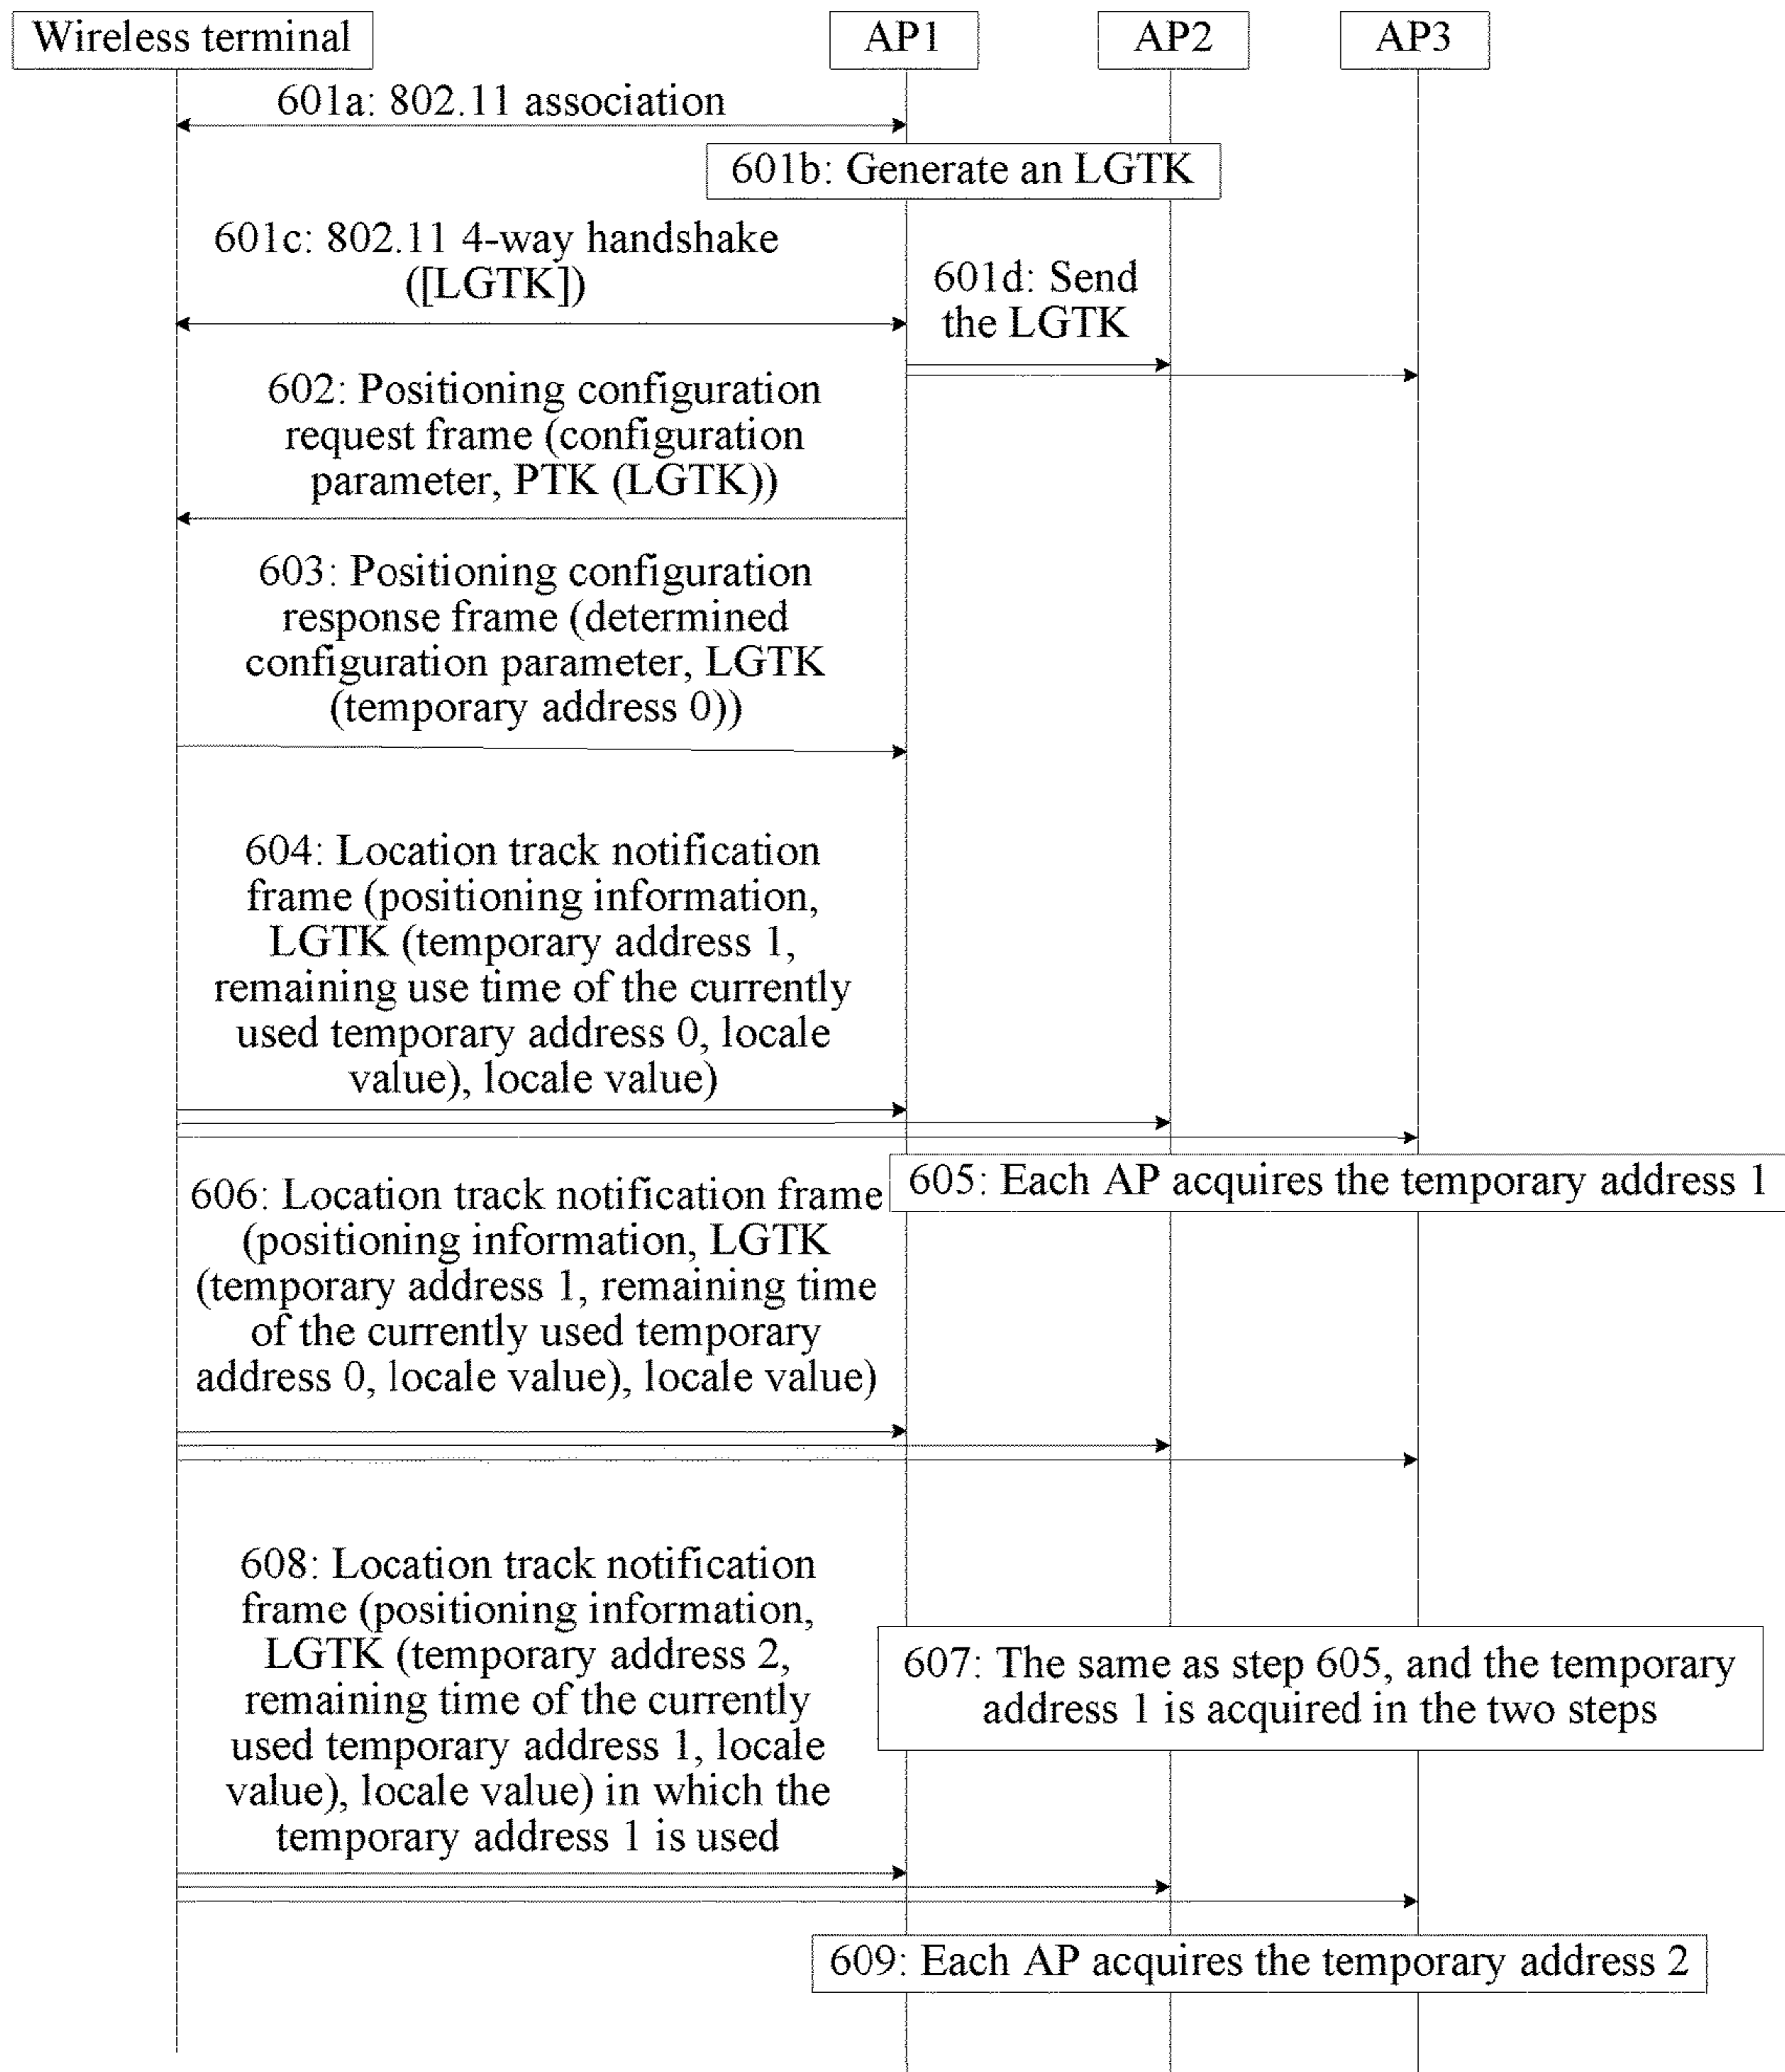 Wireless terminal
AP1
AP2
AP3
601a: 802.11 association
601b: Generate an LGTK
601c: 802.11 4-way handshake
([LGTK])
601d: Send
the LGTK
602: Positioning configuration
request frame (configuration
parameter, PTK (LGTK))
603: Positioning configuration
response frame (determined
configuration parameter, LGTK
(temporary address 0))
604: Location track notification
frame (positioning information,
LGTK (temporary address 1,
remaining use time of the currently
used temporary address 0, locale
value), locale value)
605: Each AP acquires the temporary address 1
606: Location track notification frame
(positioning information, LGTK
(temporary address 1, remaining time
of the currently used temporary
address 0, locale value), locale value)
607: The same as step 605, and the temporary
address 1 is acquired in the two steps
608: Location track notification
frame (positioning information,
LGTK (temporary address 2,
remaining time of the currently
used temporary address 1, locale
value), locale value) in which the
temporary address 1 is used
609: Each AP acquires the temporary address 2